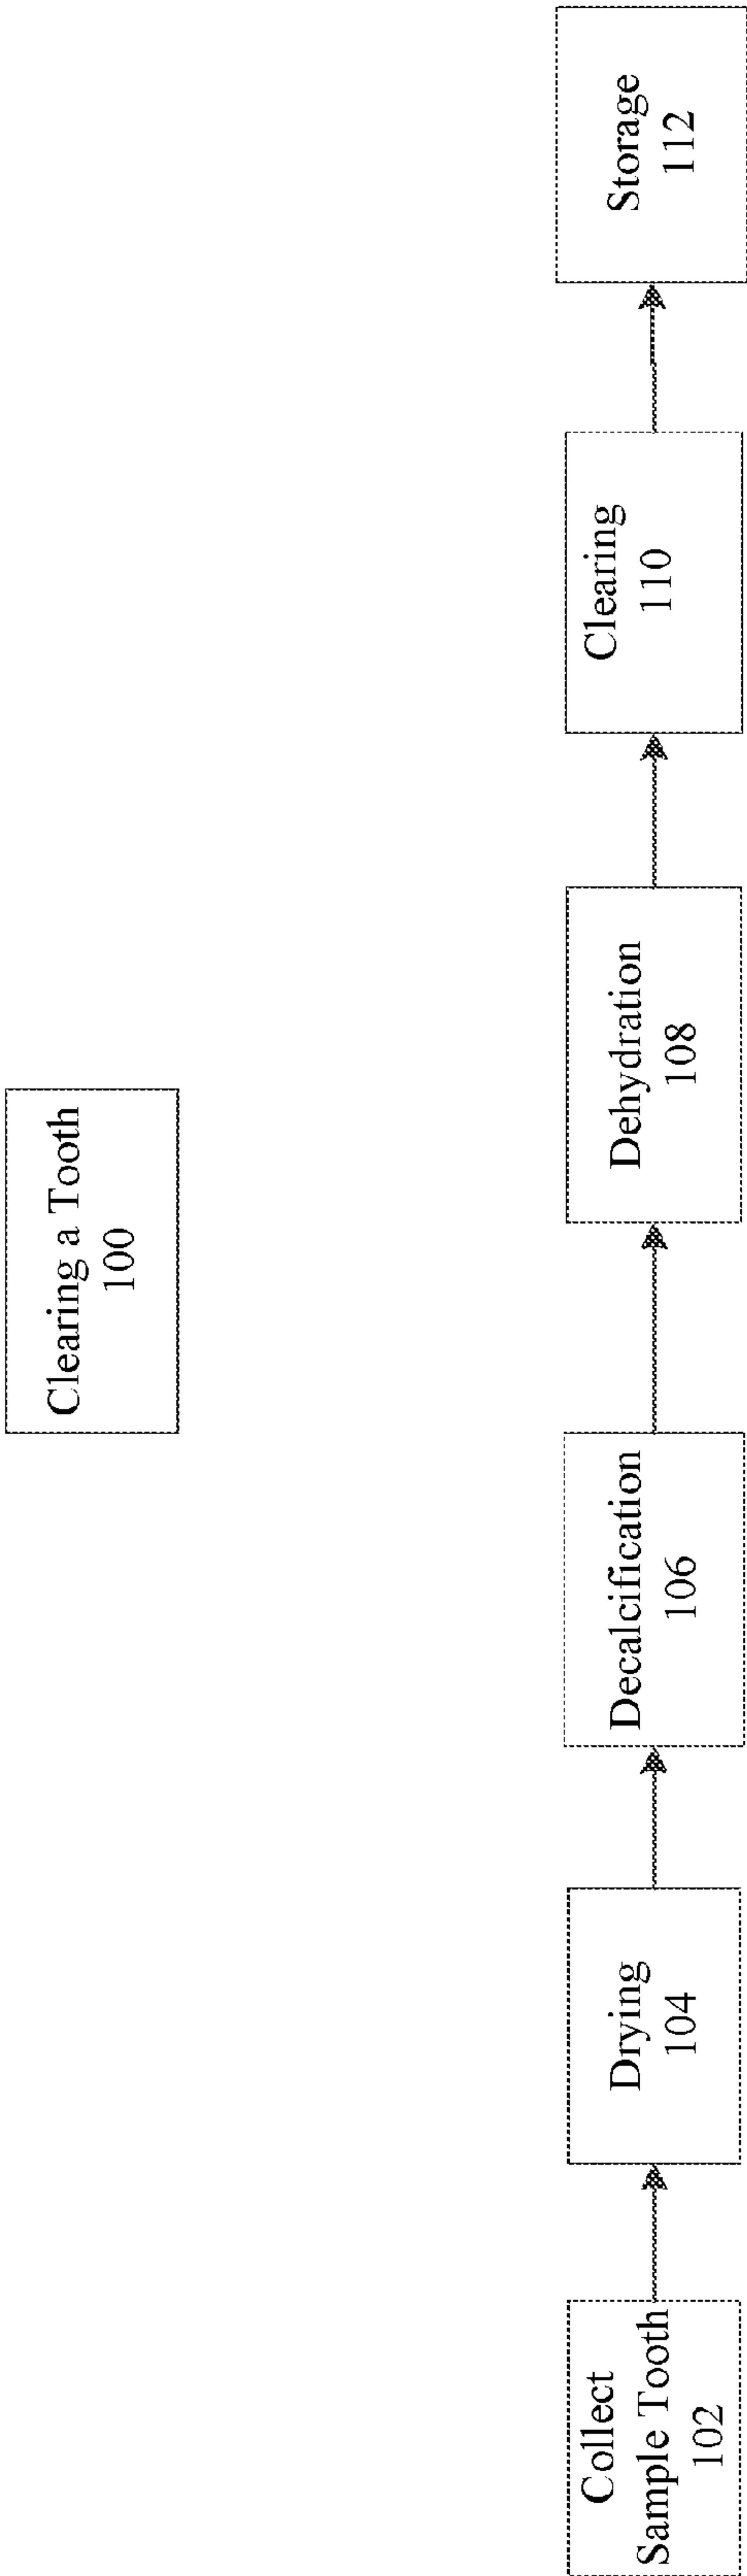 Clearing a Tooth
100
Collect
Sample Tooth
102
Drying
104
Decalcification
106
Dehydration
108
Clearing
110
Storage
112